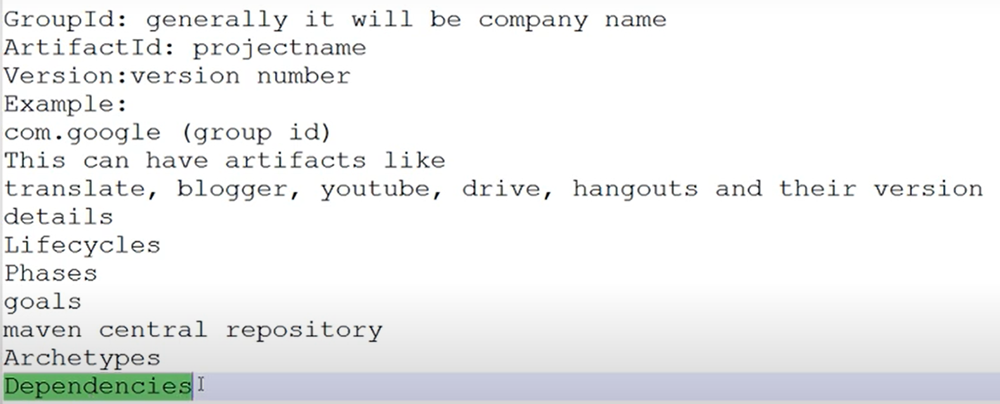 GroupId: generally it will be company name
ArtifactId: projectname
Version:version number
Example:
com.google (group id)
This can have artifacts like
translate, blogger, youtube, drive, hangouts and their version
details
Lifecycles
Phases
goals
maven central repository
Archetypes
Dependencies